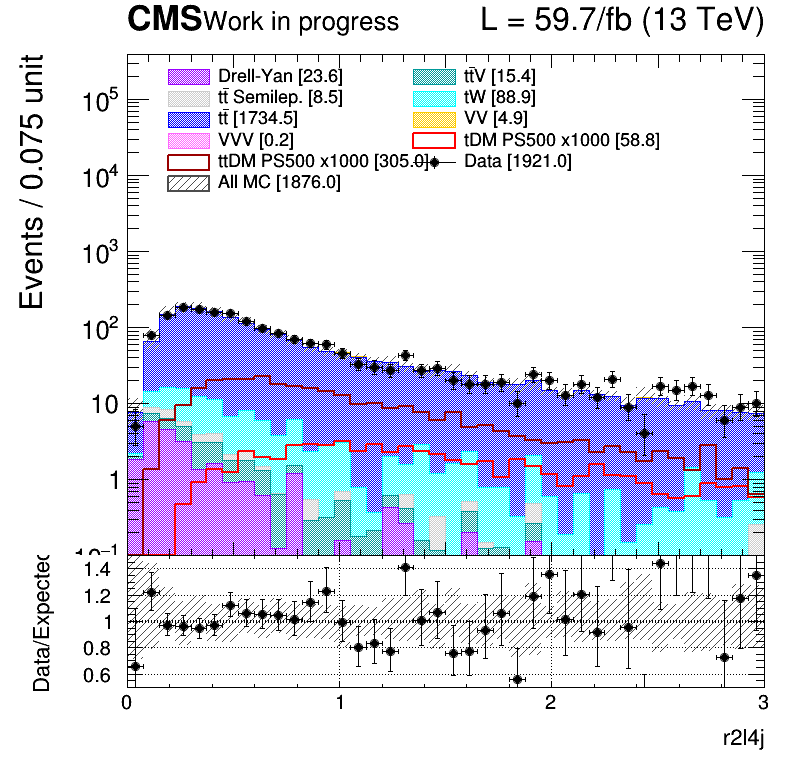 CMS Work in progress L = 59.7/fb (13 TeV)
Events / 0.075 unit
Drell-Yan [23.6] tt̄V [15.4]
tt̄ Semilep. [8.5] tW [88.9]
tt̄ [1734.5] VV [4.9]
VVV [0.2] tDM PS500 x1000 [58.8]
ttDM PS500 x1000 [305.0] Data [1921.0]
All MC [1876.0]
10⁵
10⁴
10³
10²
10
1
10⁻¹
Data/Expected
1.4
1.2
1
0.8
0.6
0 1 2 3
r2l4j